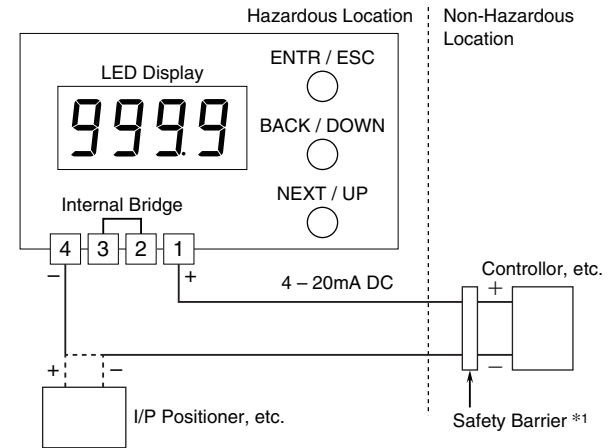 Hazardous Location
Non-Hazardous
Location
LED Display
ENTR / ESC
999.9
BACK / DOWN
NEXT / UP
Internal Bridge
4 3 2 1
– +
4 – 20mA DC
Controllor, etc.
+
–
+ –
I/P Positioner, etc.
Safety Barrier *1